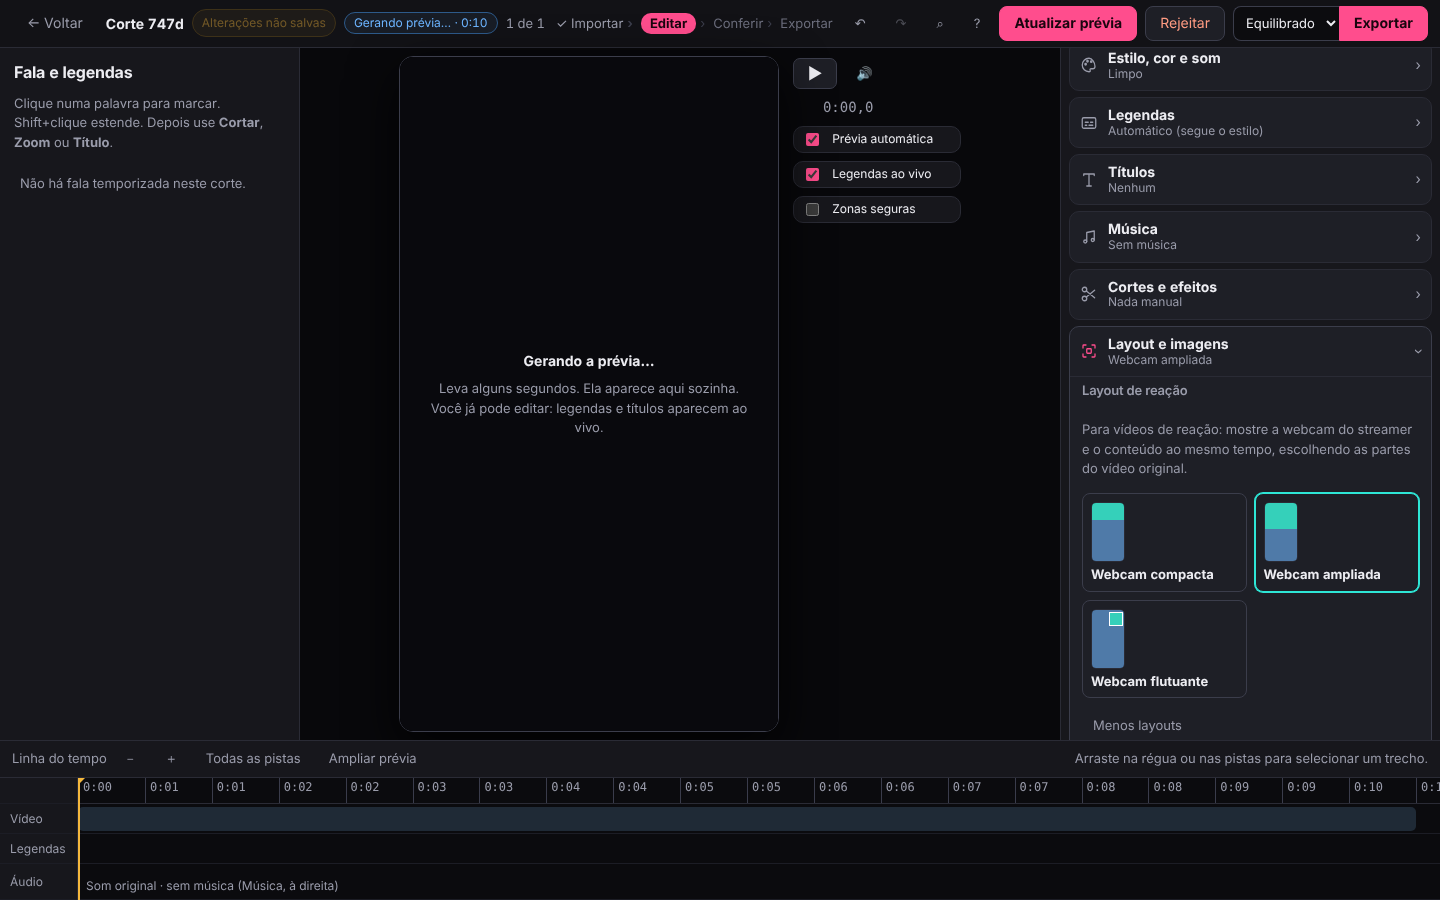 ← Voltar
Corte 747d
Alterações não salvas
Gerando prévia… · 0:10
1 de 1
✓ Importar ›
Editar ›
Conferir ›
Exportar
?
Atualizar prévia
Rejeitar
Equilibrado
Exportar
Fala e legendas
Clique numa palavra para marcar.
Shift+clique estende. Depois use Cortar,
Zoom ou Título.
Não há fala temporizada neste corte.
Gerando a prévia…
Leva alguns segundos. Ela aparece aqui sozinha.
Você já pode editar: legendas e títulos aparecem ao
vivo.
0:00,0
Prévia automática
Legendas ao vivo
Zonas seguras
Estilo, cor e som
Limpo
Legendas
Automático (segue o estilo)
Títulos
Nenhum
Música
Sem música
Cortes e efeitos
Nada manual
Layout e imagens
Webcam ampliada
Layout de reação
Para vídeos de reação: mostre a webcam do streamer
e o conteúdo ao mesmo tempo, escolhendo as partes
do vídeo original.
Webcam compacta
Webcam ampliada
Webcam flutuante
Menos layouts
Linha do tempo
−
+
Todas as pistas
Ampliar prévia
Arraste na régua ou nas pistas para selecionar um trecho.
0:00 0:01 0:01 0:02 0:02 0:03 0:03 0:04 0:04 0:05 0:05 0:06 0:06 0:07 0:07 0:08 0:08 0:09 0:09 0:10
Vídeo
Legendas
Áudio
Som original · sem música (Música, à direita)